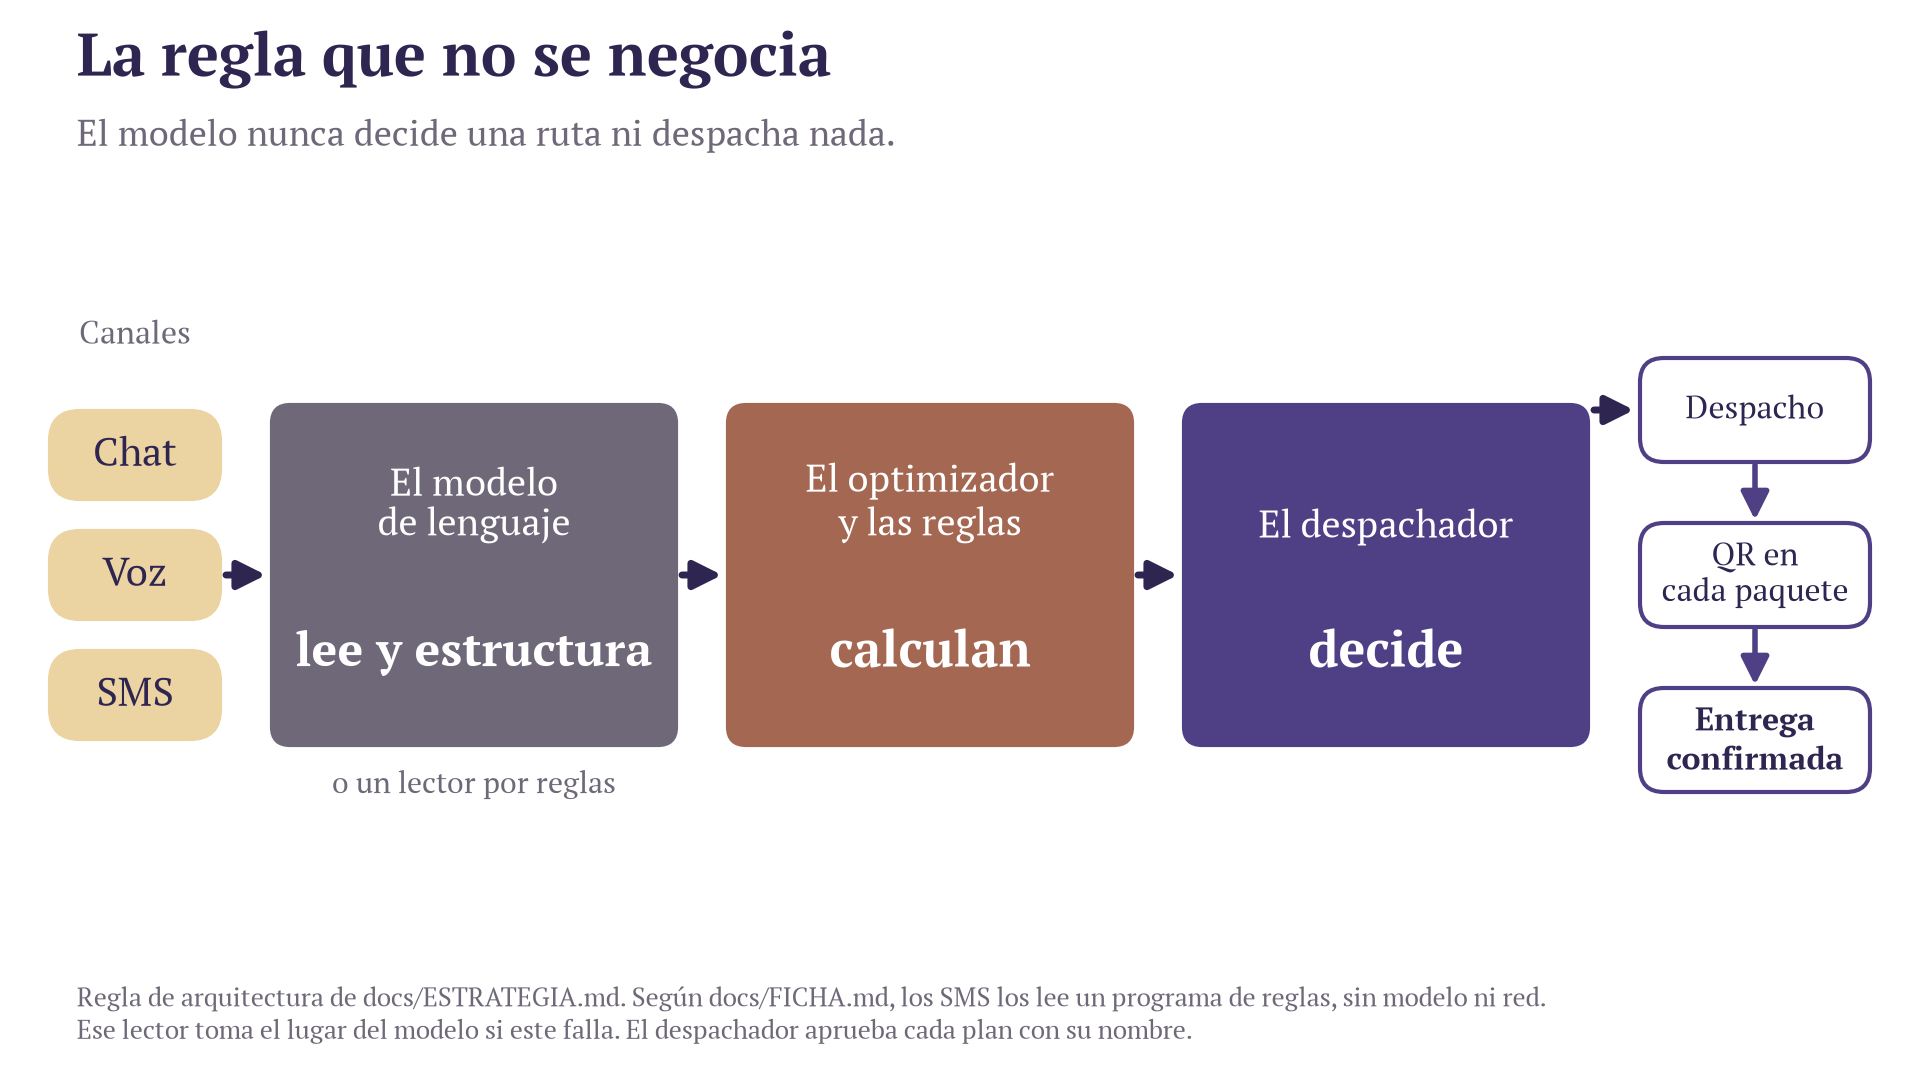 La regla que no se negocia
El modelo nunca decide una ruta ni despacha nada.
Canales
Chat
Voz
SMS
El modelo
de lenguaje
lee y estructura
o un lector por reglas
El optimizador
y las reglas
calculan
El despachador
decide
Despacho
QR en
cada paquete
Entrega
confirmada
Regla de arquitectura de docs/ESTRATEGIA.md. Según docs/FICHA.md, los SMS los lee un programa de reglas, sin modelo ni red.
Ese lector toma el lugar del modelo si este falla. El despachador aprueba cada plan con su nombre.